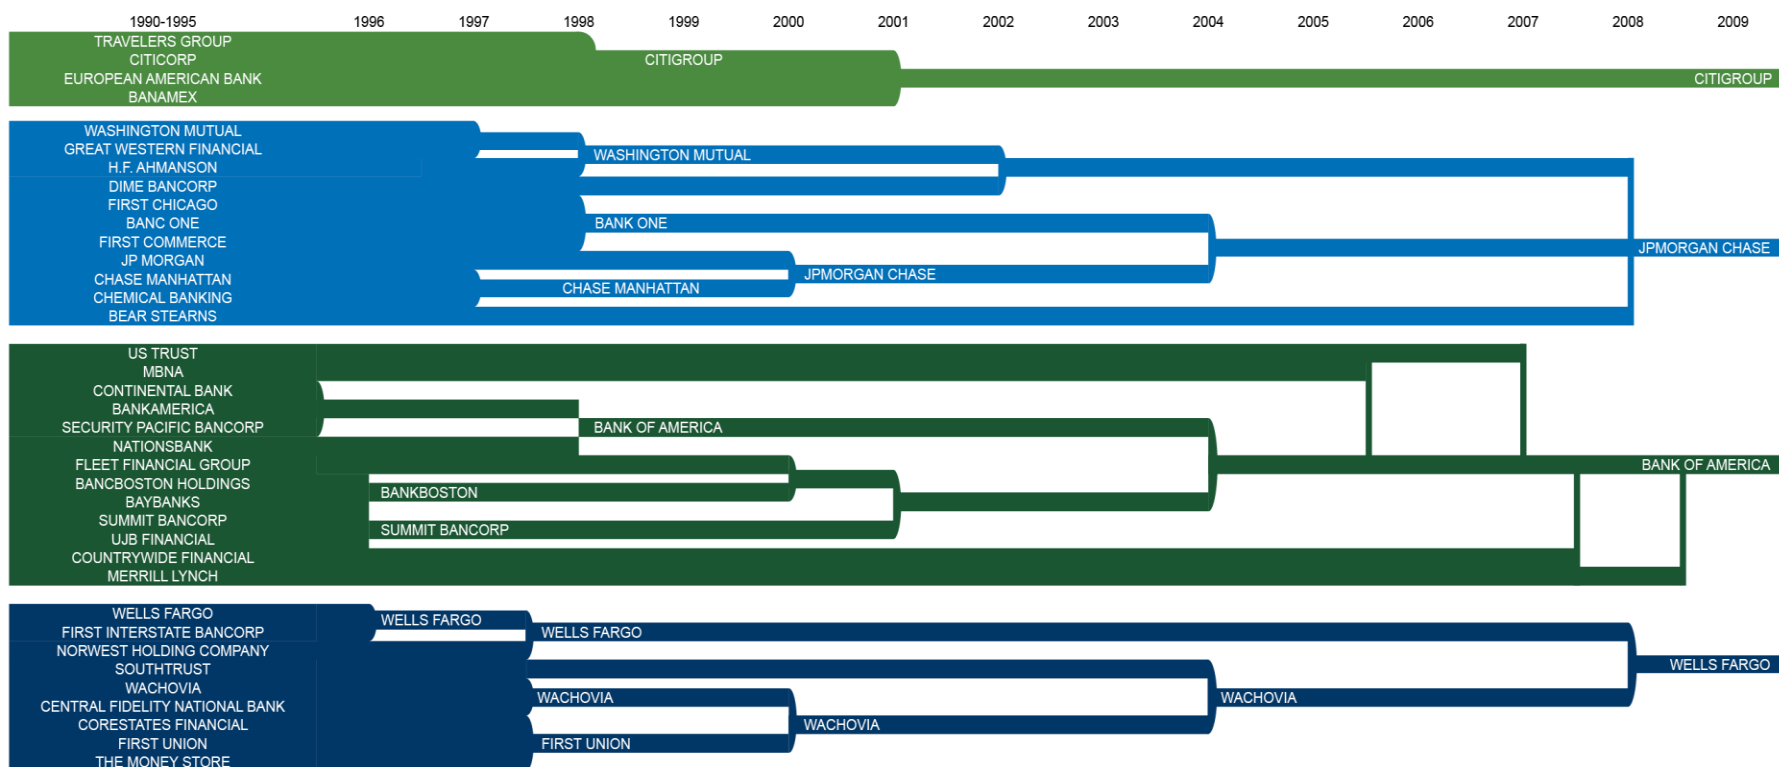 1990-1995 1996 1997 1998 1999 2000 2001 2002 2003 2004 2005 2006 2007 2008 2009
TRAVELERS GROUP
CITICORP CITIGROUP
EUROPEAN AMERICAN BANK CITIGROUP
BANAMEX
WASHINGTON MUTUAL
GREAT WESTERN FINANCIAL
WASHINGTON MUTUAL
H.F. AHMANSON
DIME BANCORP
FIRST CHICAGO
BANC ONE BANK ONE
FIRST COMMERCE
JPMORGAN CHASE
JP MORGAN
JPMORGAN CHASE
CHASE MANHATTAN
CHASE MANHATTAN
CHEMICAL BANKING
BEAR STEARNS
US TRUST
MBNA
CONTINENTAL BANK
BANKAMERICA
SECURITY PACIFIC BANCORP BANK OF AMERICA
NATIONSBANK
FLEET FINANCIAL GROUP BANK OF AMERICA
BANCBOSTON HOLDINGS
BANKBOSTON
BAYBANKS
SUMMIT BANCORP
SUMMIT BANCORP
UJB FINANCIAL
COUNTRYWIDE FINANCIAL
MERRILL LYNCH
WELLS FARGO
WELLS FARGO
FIRST INTERSTATE BANCORP WELLS FARGO
NORWEST HOLDING COMPANY
WELLS FARGO
SOUTHTRUST
WACHOVIA
WACHOVIA WACHOVIA
CENTRAL FIDELITY NATIONAL BANK
CORESTATES FINANCIAL WACHOVIA
FIRST UNION FIRST UNION
THE MONEY STORE